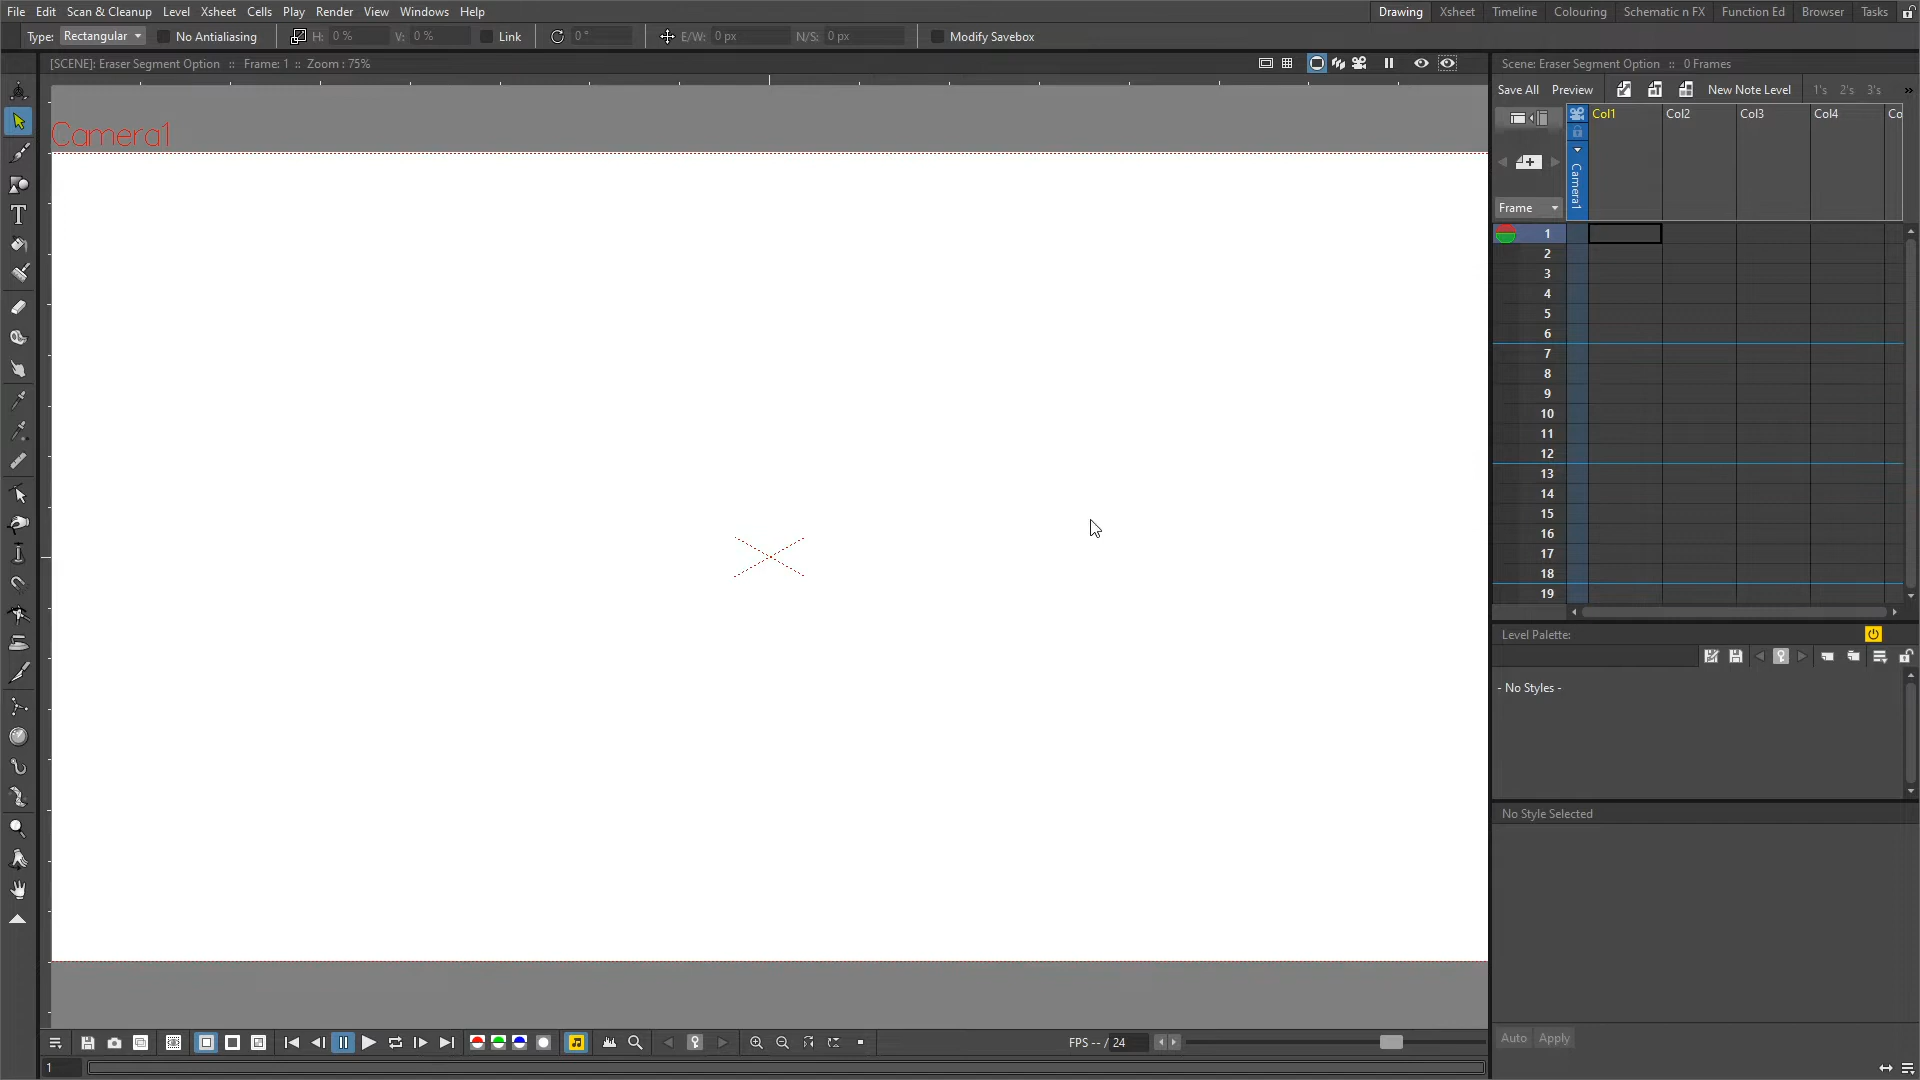 File Edit Scan & Cleanup Level Xsheet Cells Play Render View Windows Help
Drawing Xsheet Timeline Colouring Schematic n FX Function Ed Browser Tasks
Type: Rectangular No Antialiasing H: 0 % V: 0 % Link 0 ° E/W: 0 px N/S: 0 px Modify Savebox
[SCENE]: Eraser Segment Option :: Frame: 1 :: Zoom : 75%
Scene: Eraser Segment Option :: 0 Frames
Save All Preview New Note Level 1's 2's 3's »
Camera1
Col1 Col2 Col3 Col4 Co
Camera1
Frame
1
2
3
4
5
6
7
8
9
10
11
12
13
14
15
16
17
18
19
Level Palette:
- No Styles -
No Style Selected
Auto Apply
FPS -- / 24
1